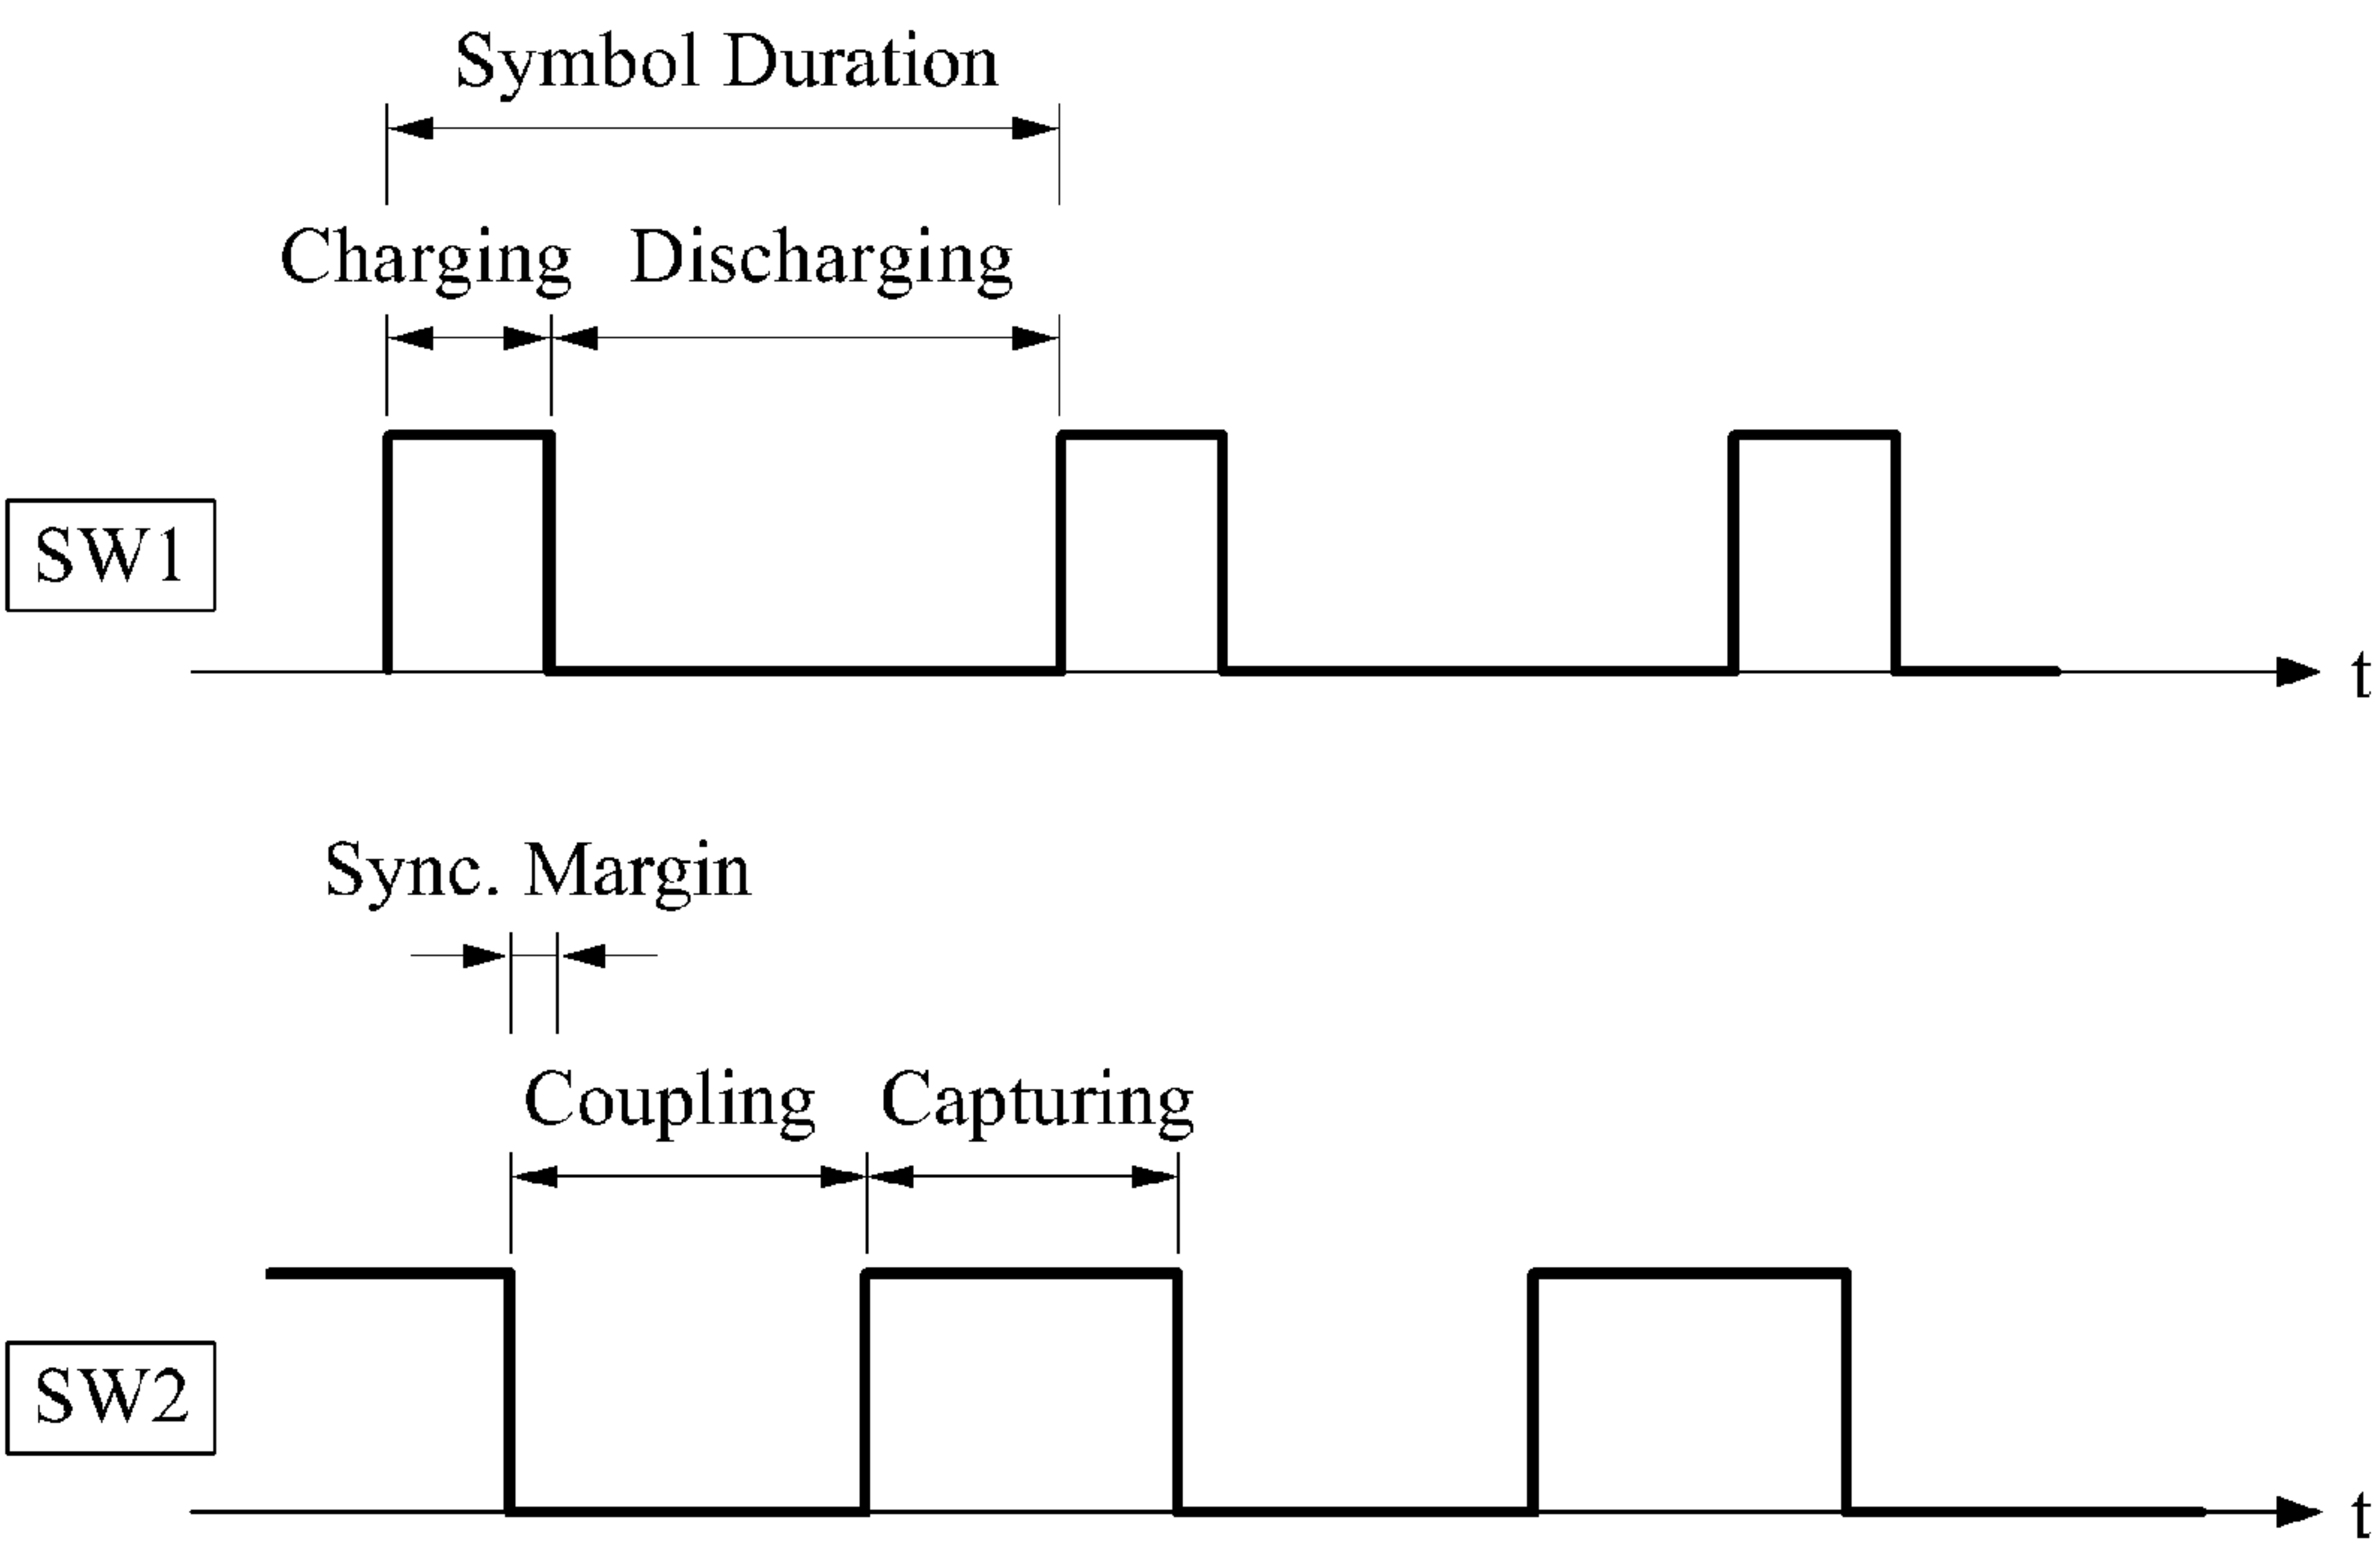 Symbol Duration
Charging Discharging
SW1
t
Sync. Margin
Coupling Capturing
SW2
t